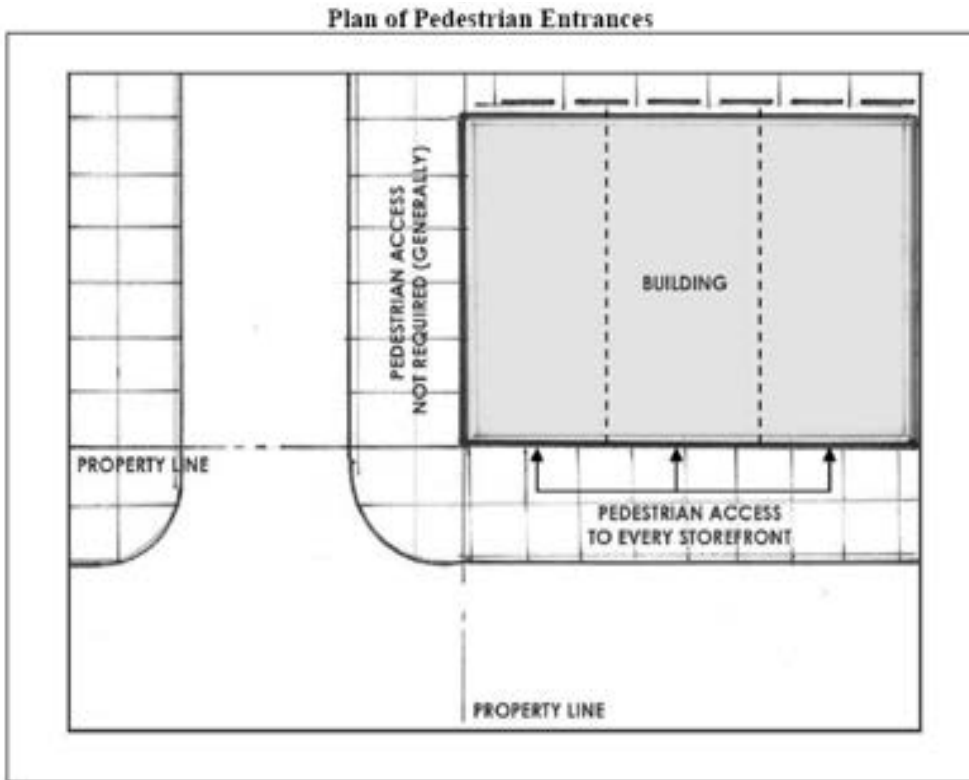 Plan of Pedestrian Entrances
PEDESTRIAN ACCESS
NOT REQUIRED (GENERALLY)
BUILDING
PROPERTY LINE
PEDESTRIAN ACCESS
TO EVERY STOREFRONT
PROPERTY LINE